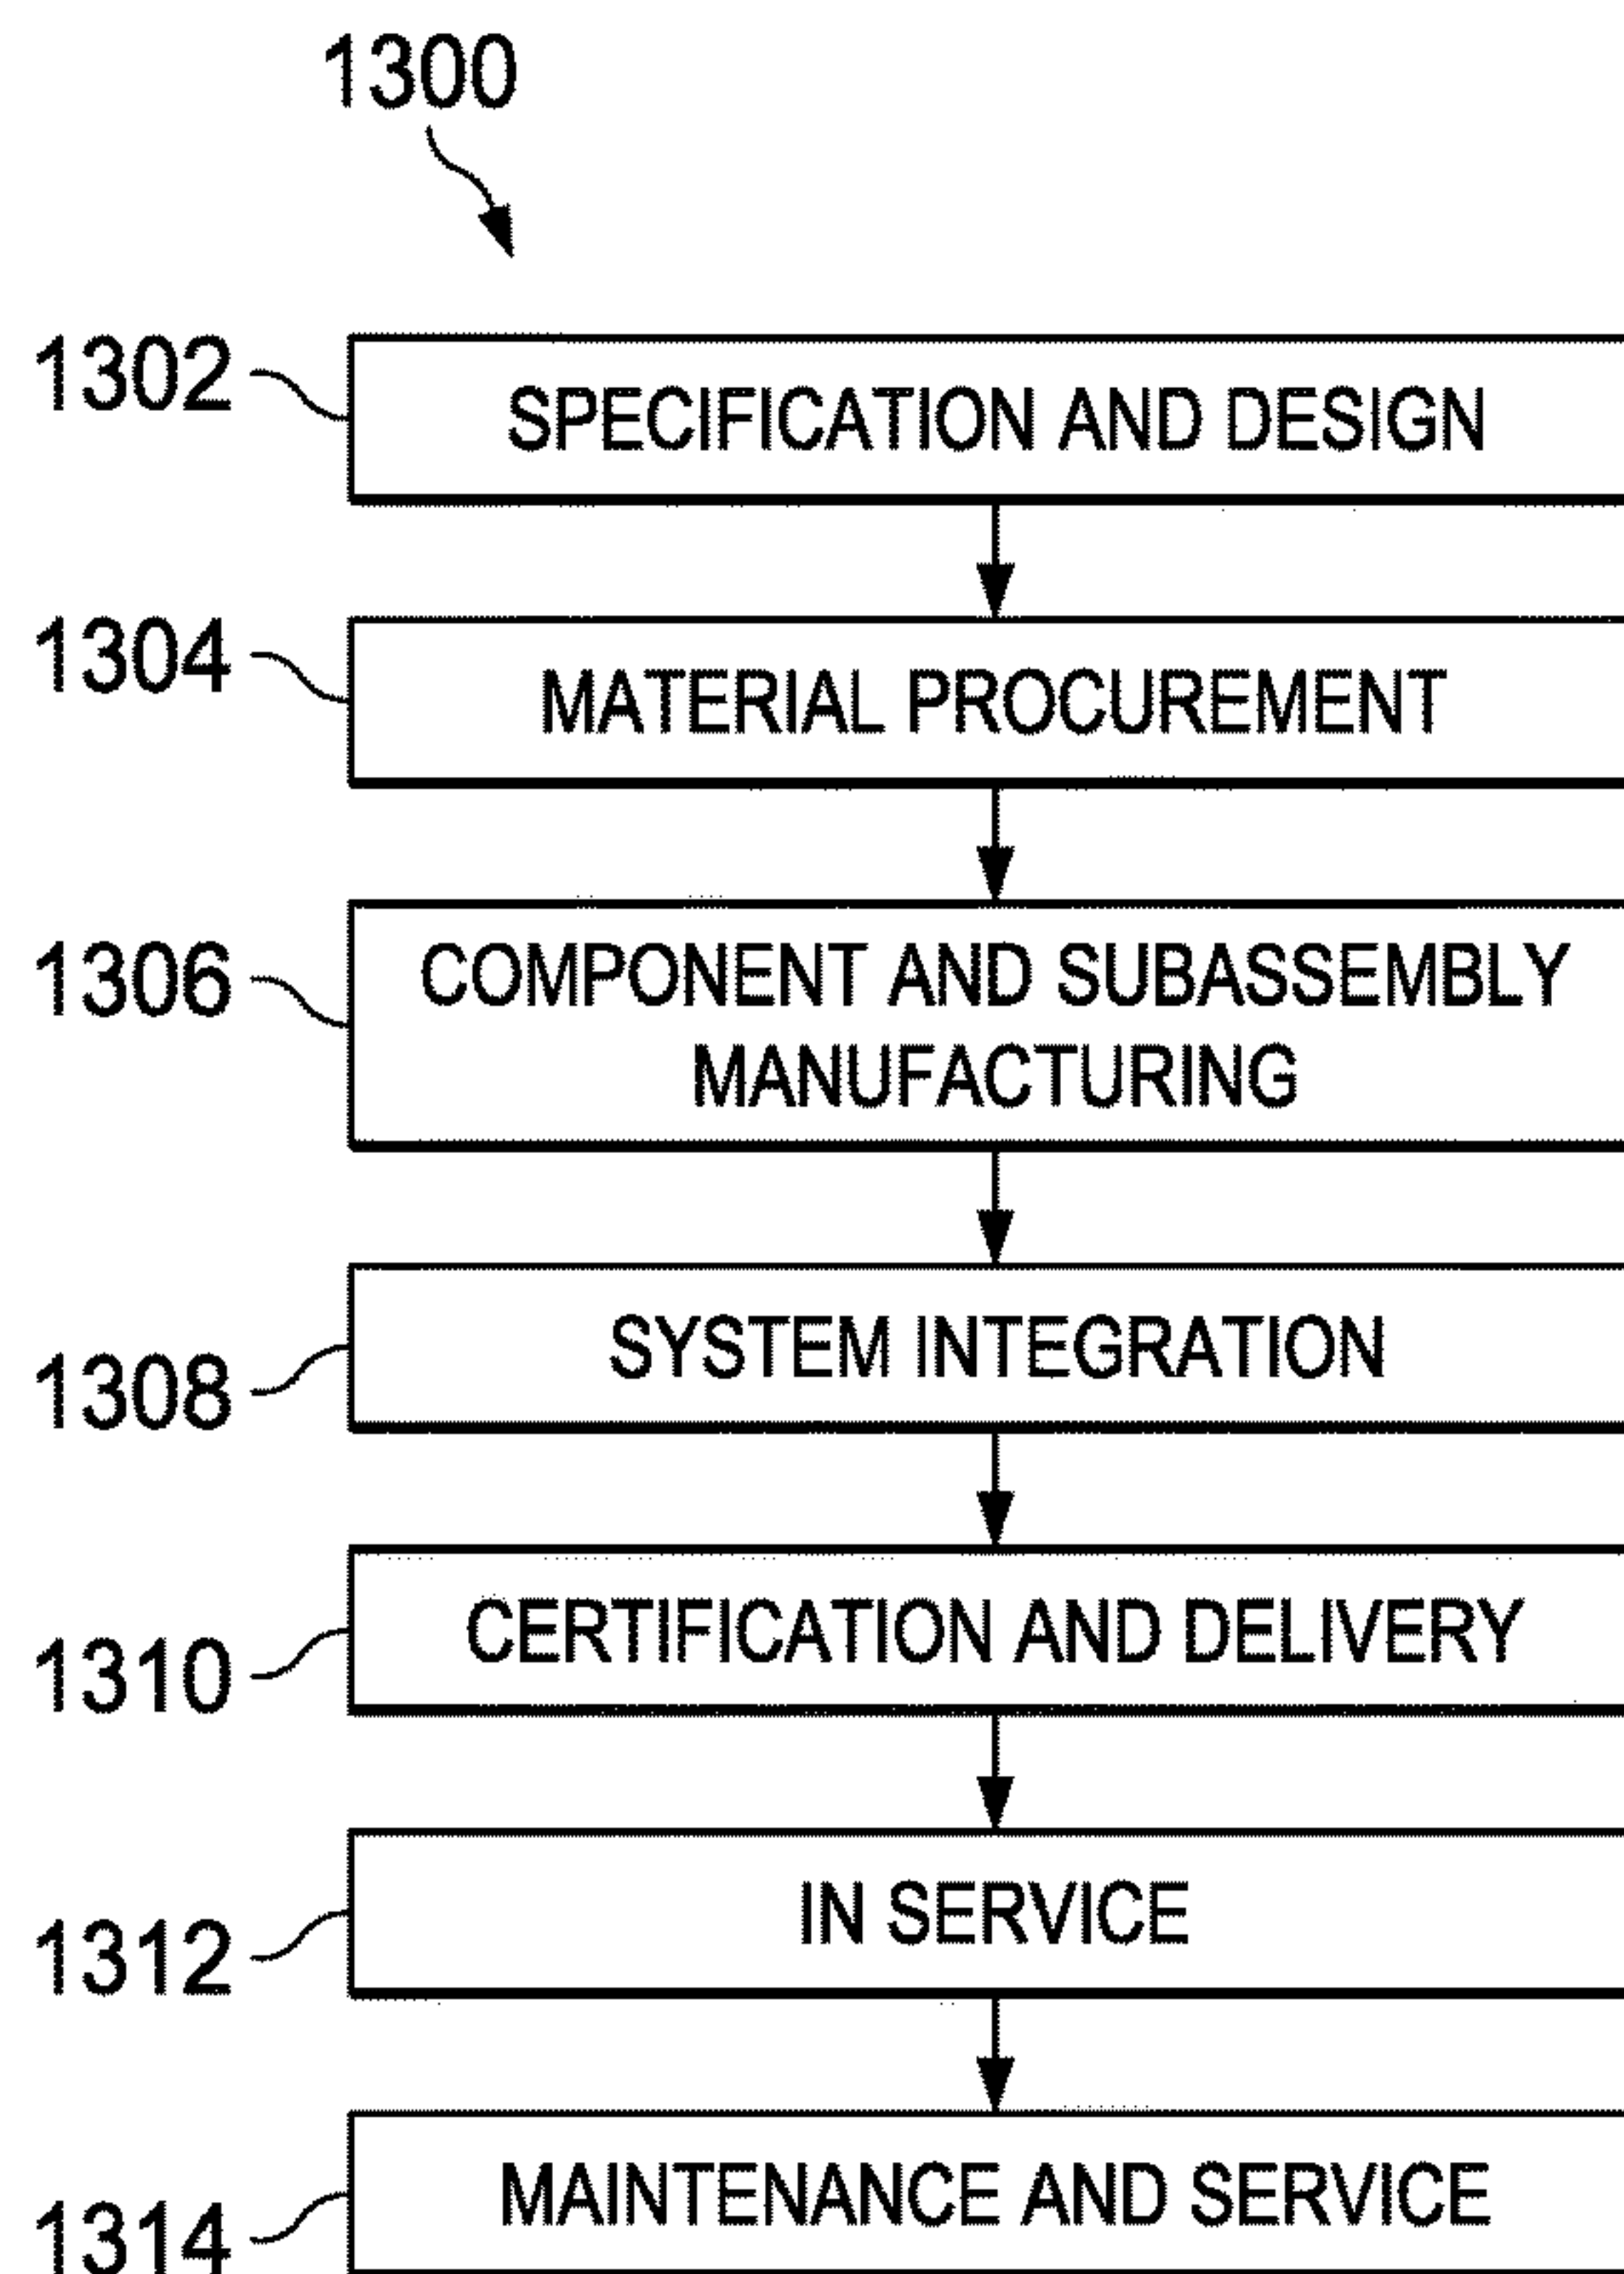 1300
1302
SPECIFICATION AND DESIGN
1304
MATERIAL PROCUREMENT
1306
COMPONENT AND SUBASSEMBLY
MANUFACTURING
1308
SYSTEM INTEGRATION
1310
CERTIFICATION AND DELIVERY
1312
IN SERVICE
1314
MAINTENANCE AND SERVICE